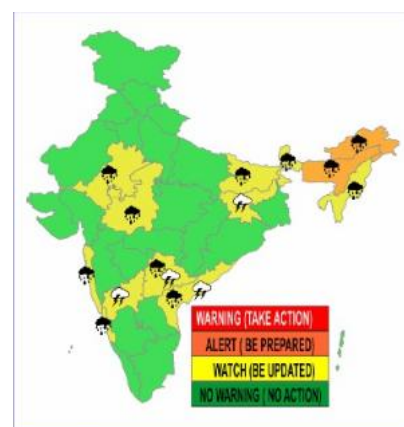 WARNING (TAKE ACTION)
ALERT ( BE PREPARED)
WATCH (BE UPDATED)
NO WARNING ( NO ACTION)